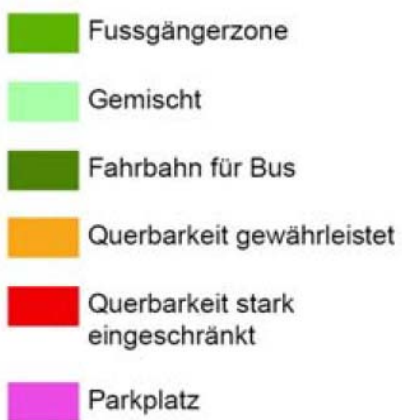 Fussgängerzone
Gemischt
Fahrbahn für Bus
Querbarkeit gewährleistet
Querbarkeit stark
eingeschränkt
Parkplatz